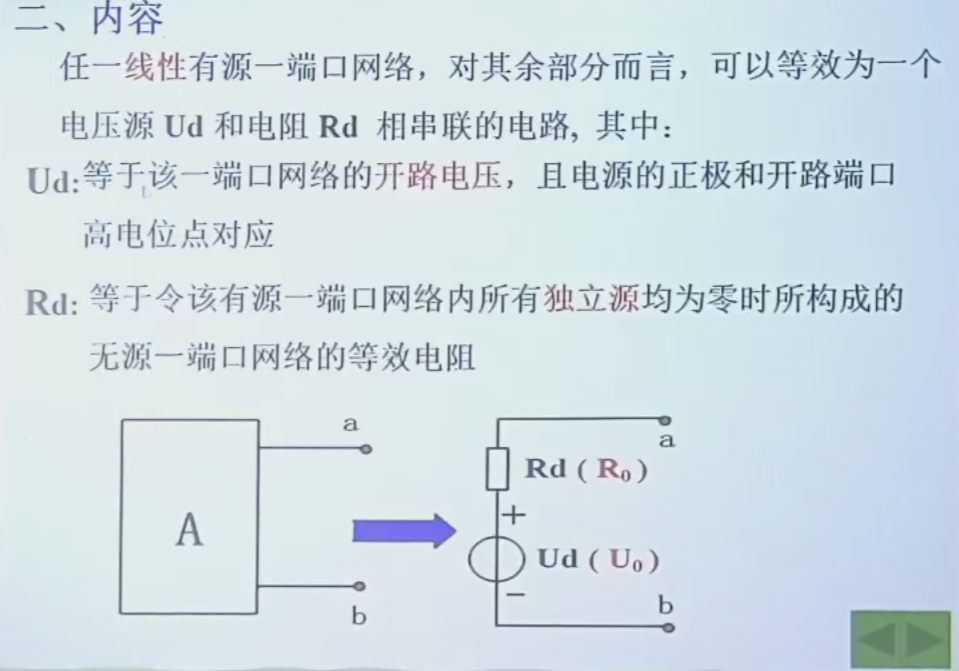 二、内容
任一线性有源一端口网络，对其余部分而言，可以等效为一个
电压源 Ud 和电阻 Rd 相串联的电路, 其中：
Ud:等于该一端口网络的开路电压，且电源的正极和开路端口
高电位点对应
Rd: 等于令该有源一端口网络内所有独立源均为零时所构成的
无源一端口网络的等效电阻
a
a
Rd ( R₀ )
A
+
Ud ( U₀ )
−
b
b